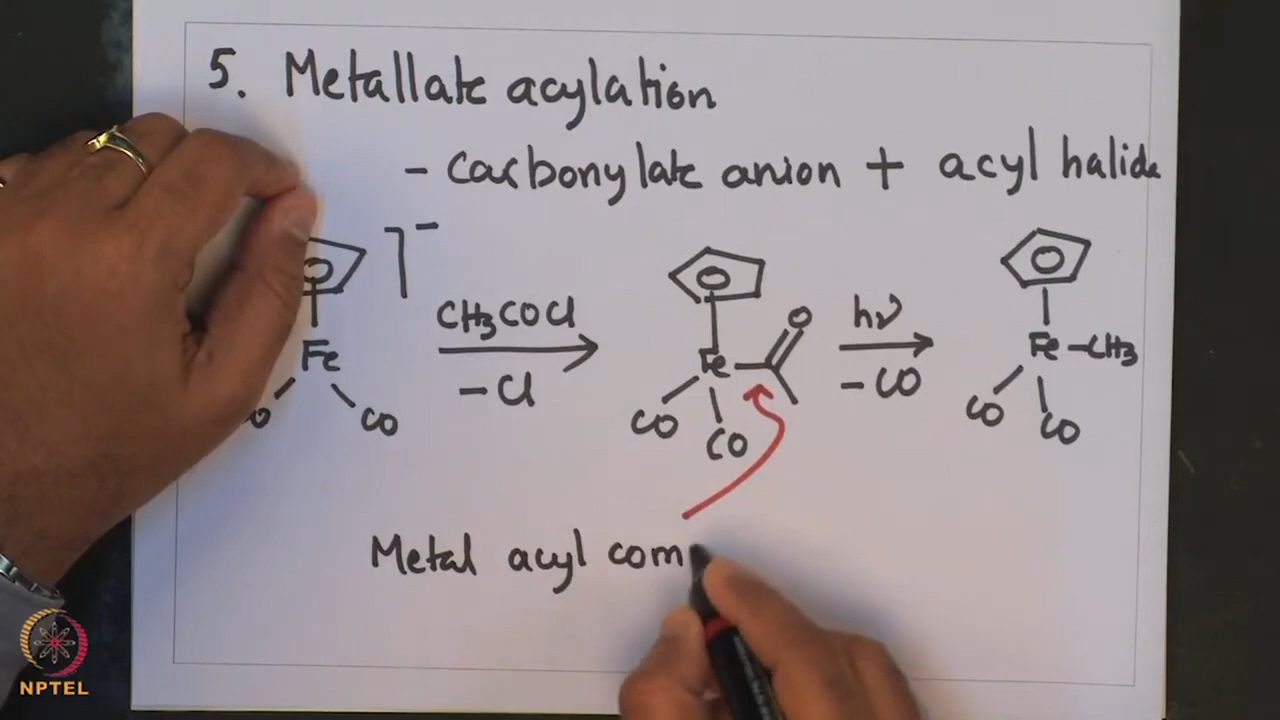 5. Metallate acylation
- carbonylate anion + acyl halide
]⁻
Fe
CO
CH3COCl
- Cl
Fe
O
CO
CO
hν
- CO
Fe-CH3
CO
CO
Metal acyl com
NPTEL